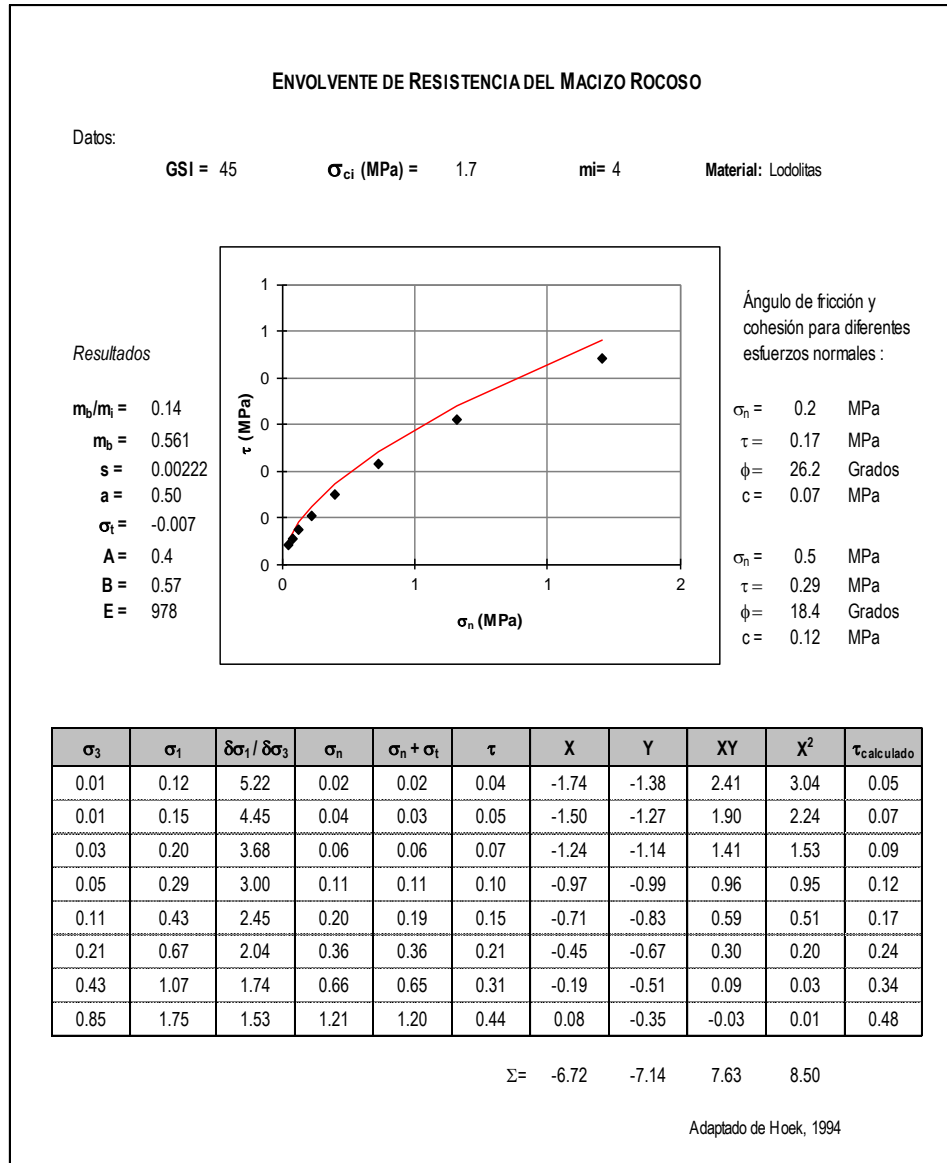 ENVOLVENTE DE RESISTENCIA DEL MACIZO ROCOSO
Datos:
GSI = 45 σci (MPa) = 1.7 mi= 4 Material: Lodolitas
Resultados
mb/mi = 0.14
mb = 0.561
s = 0.00222
a = 0.50
σt = -0.007
A = 0.4
B = 0.57
E = 978
1
1
0
0
0
0
0
0 1 1 2
τ (MPa)
σn (MPa)
Ángulo de fricción y
cohesión para diferentes
esfuerzos normales :
σn = 0.2 MPa
τ = 0.17 MPa
ϕ= 26.2 Grados
c = 0.07 MPa
σn = 0.5 MPa
τ = 0.29 MPa
ϕ= 18.4 Grados
c = 0.12 MPa
σ3 σ1 δσ1 / δσ3 σn σn + σt τ X Y XY X² τcalculado
0.01 0.12 5.22 0.02 0.02 0.04 -1.74 -1.38 2.41 3.04 0.05
0.01 0.15 4.45 0.04 0.03 0.05 -1.50 -1.27 1.90 2.24 0.07
0.03 0.20 3.68 0.06 0.06 0.07 -1.24 -1.14 1.41 1.53 0.09
0.05 0.29 3.00 0.11 0.11 0.10 -0.97 -0.99 0.96 0.95 0.12
0.11 0.43 2.45 0.20 0.19 0.15 -0.71 -0.83 0.59 0.51 0.17
0.21 0.67 2.04 0.36 0.36 0.21 -0.45 -0.67 0.30 0.20 0.24
0.43 1.07 1.74 0.66 0.65 0.31 -0.19 -0.51 0.09 0.03 0.34
0.85 1.75 1.53 1.21 1.20 0.44 0.08 -0.35 -0.03 0.01 0.48
Σ= -6.72 -7.14 7.63 8.50
Adaptado de Hoek, 1994